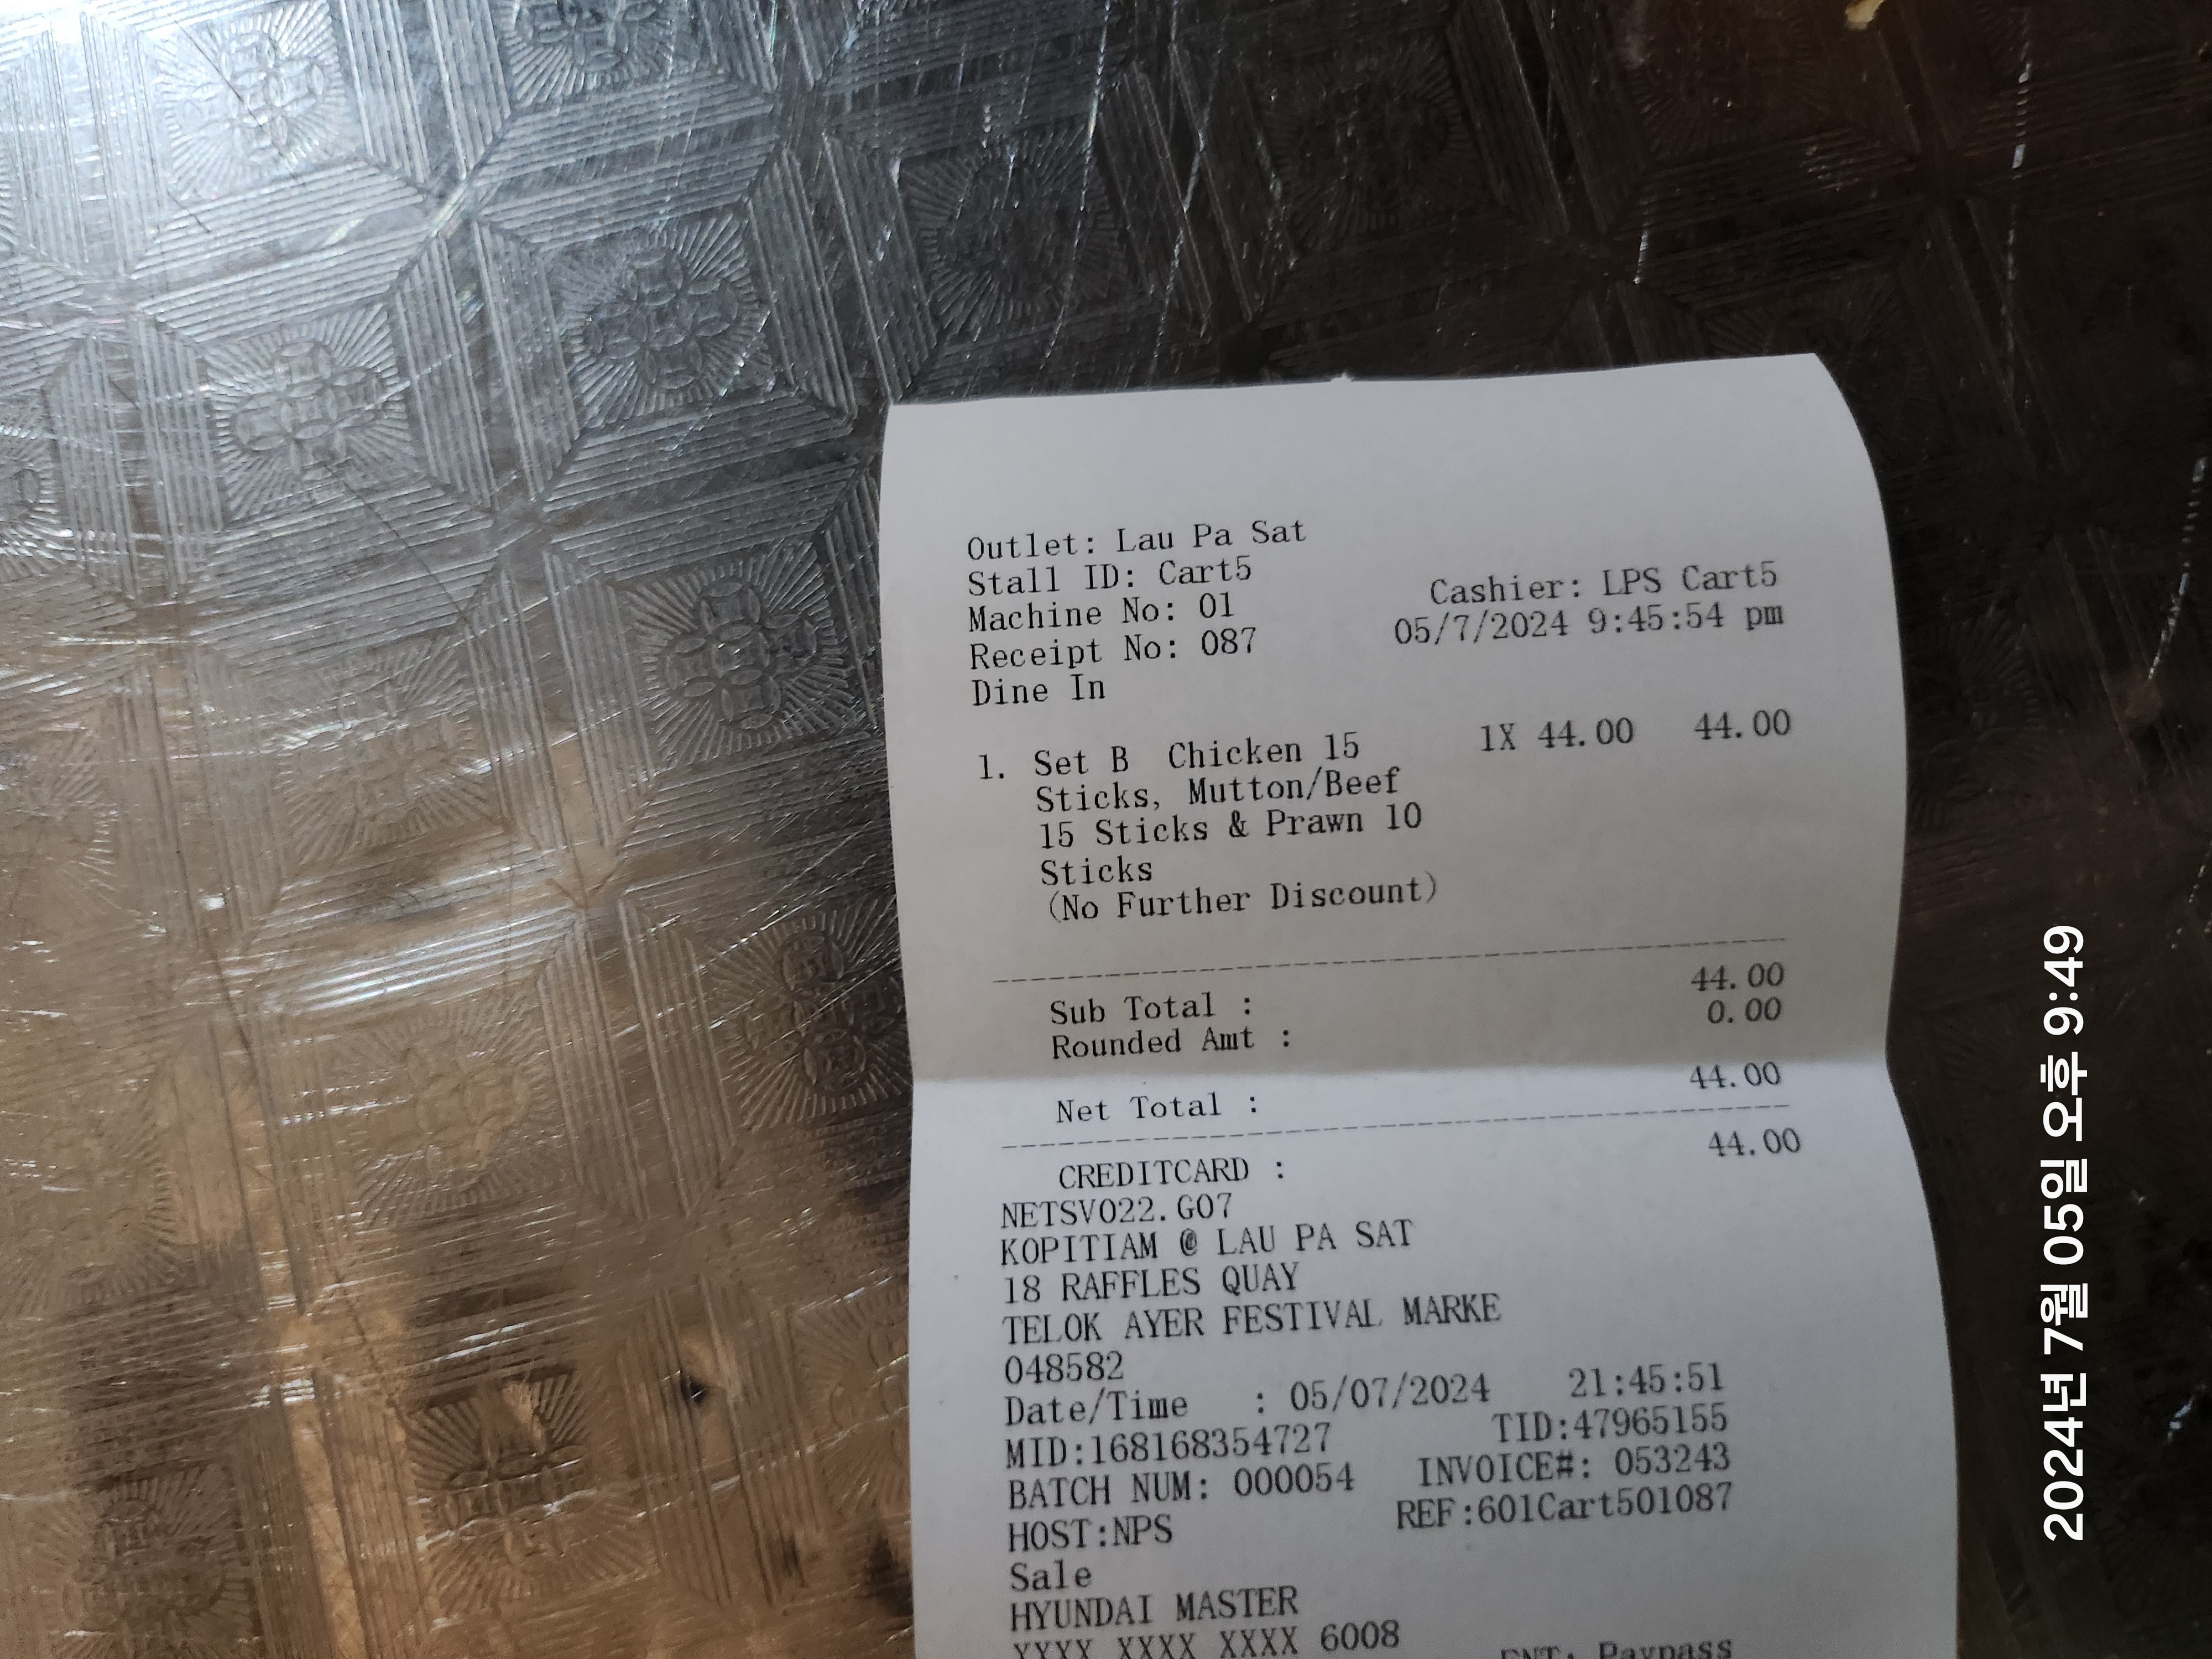 Outlet: Lau Pa Sat
Stall ID: Cart5
Machine No: 01 Cashier: LPS Cart5
Receipt No: 087 05/7/2024 9:45:54 pm
Dine In
1. Set B Chicken 15 1X 44.00 44.00
Sticks, Mutton/Beef
15 Sticks & Prawn 10
Sticks
(No Further Discount)
Sub Total : 44.00
Rounded Amt : 0.00
Net Total : 44.00
CREDITCARD : 44.00
NETSV022.G07
KOPITIAM @ LAU PA SAT
18 RAFFLES QUAY
TELOK AYER FESTIVAL MARKE
048582
Date/Time : 05/07/2024 21:45:51
MID:168168354727 TID:47965155
BATCH NUM: 000054 INVOICE#: 053243
HOST:NPS REF:601Cart501087
Sale
HYUNDAI MASTER
XXXX XXXX XXXX 6008 ENT: Paypass
2024년 7월 05일 오후 9:49